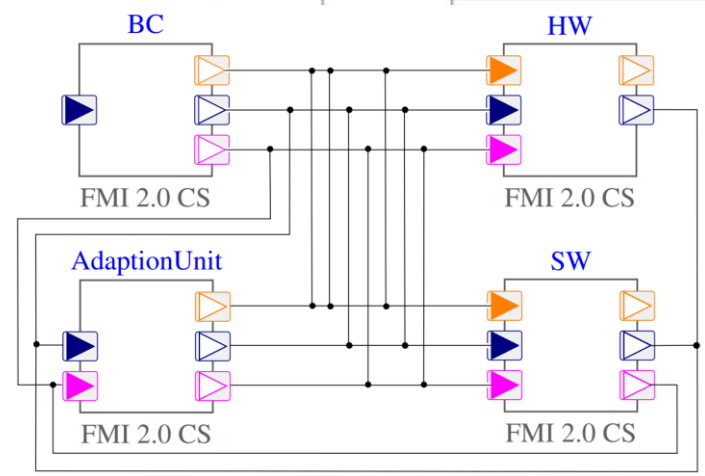 BC
HW
FMI 2.0 CS
FMI 2.0 CS
AdaptionUnit
SW
FMI 2.0 CS
FMI 2.0 CS